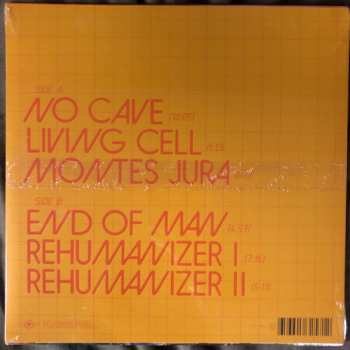 SIDE A
NO CAVE
LIVING CELL
MONTES JURA
SIDE B
END OF MAN
REHUMANIZER I
REHUMANIZER II